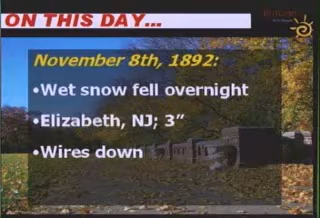 ON THIS DAY...
November 8th, 1892:
•Wet snow fell overnight
•Elizabeth, NJ; 3”
•Wires down